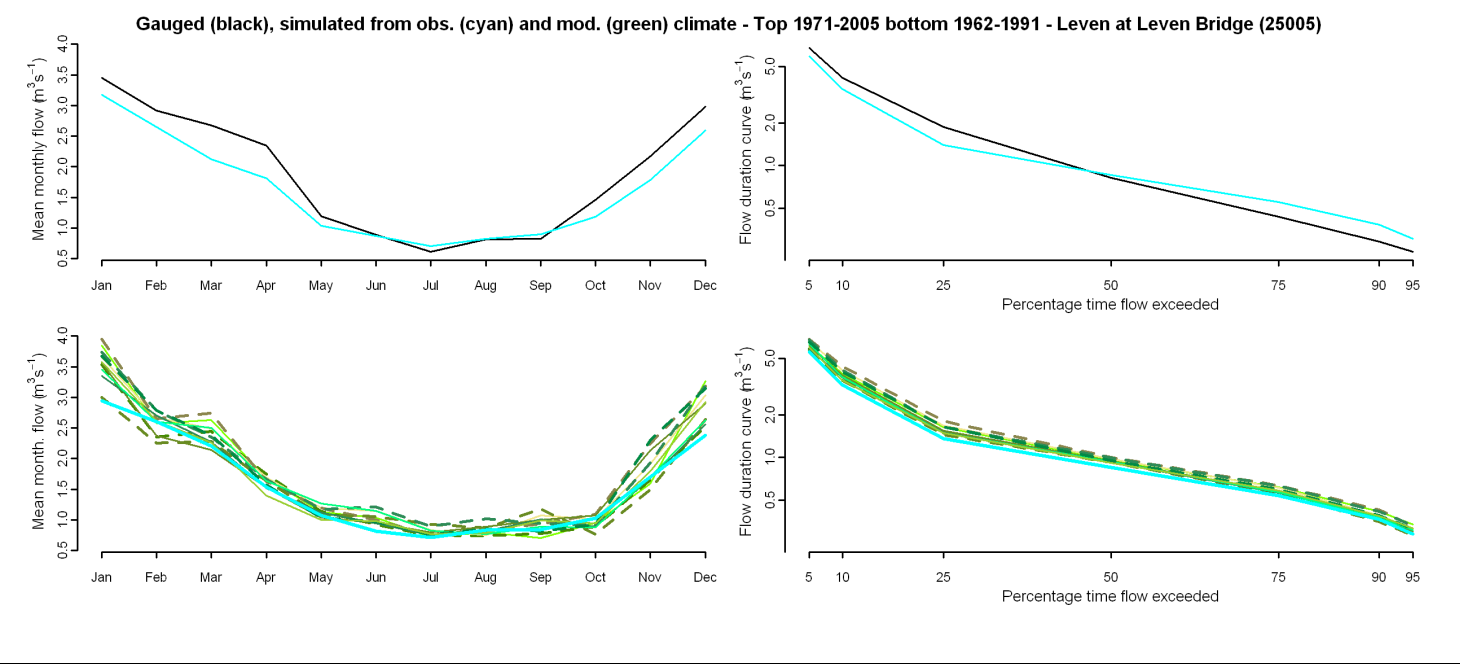 Gauged (black), simulated from obs. (cyan) and mod. (green) climate - Top 1971-2005 bottom 1962-1991 - Leven at Leven Bridge (25005)
Mean monthly flow (m³s⁻¹)
4.0
3.5
3.0
2.5
2.0
1.5
1.0
0.5
Jan Feb Mar Apr May Jun Jul Aug Sep Oct Nov Dec
Flow duration curve (m³s⁻¹)
5.0
2.0
1.0
0.5
5 10 25 50 75 90 95
Percentage time flow exceeded
Mean month. flow (m³s⁻¹)
4.0
3.5
3.0
2.5
2.0
1.5
1.0
0.5
Jan Feb Mar Apr May Jun Jul Aug Sep Oct Nov Dec
Flow duration curve (m³s⁻¹)
5.0
2.0
1.0
0.5
5 10 25 50 75 90 95
Percentage time flow exceeded